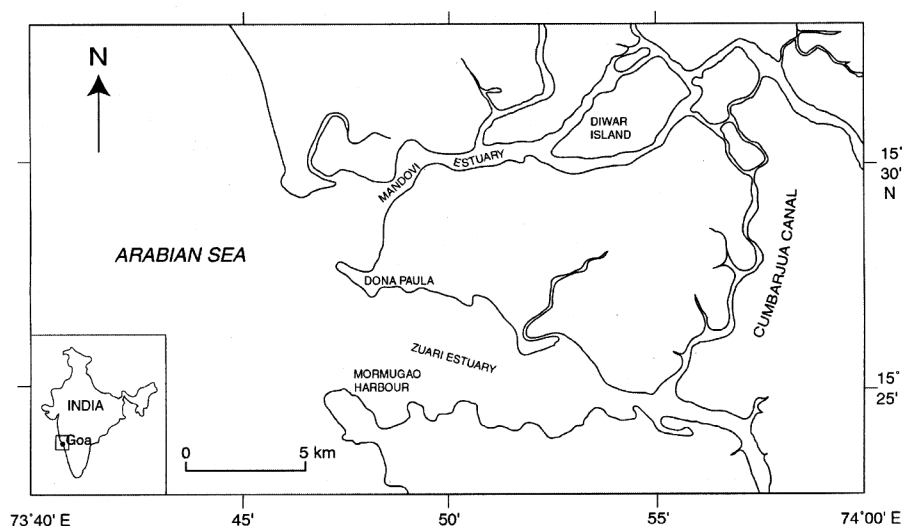 N
DIWAR
ISLAND
MANDOVI
ESTUARY
15°
30'
N
ARABIAN SEA
CUMBARJUA CANAL
DONA PAULA
ZUARI ESTUARY
MORMUGAO
HARBOUR
15°
25'
INDIA
Goa
0 5 km
73°40' E 45' 50' 55' 74°00' E